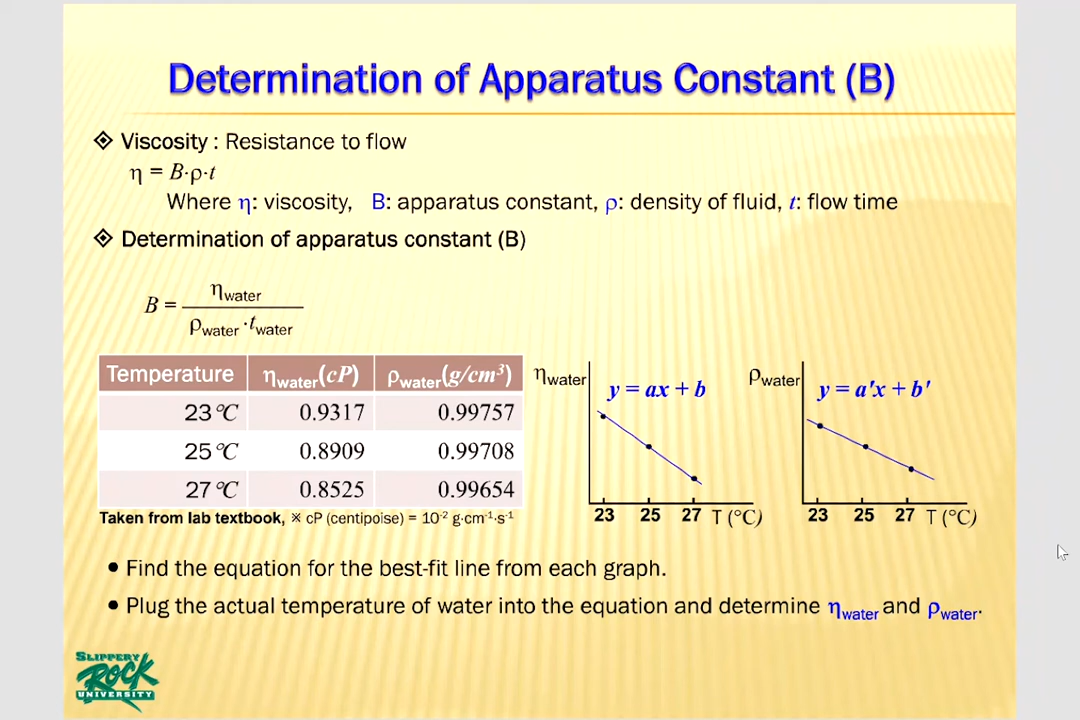 Determination of Apparatus Constant (B)
Viscosity : Resistance to flow
η = B·ρ·t
Where η: viscosity, B: apparatus constant, ρ: density of fluid, t: flow time
Determination of apparatus constant (B)
B = ηwater / ρwater · twater
Temperature ηwater(cP) ρwater(g/cm³)
23℃ 0.9317 0.99757
25℃ 0.8909 0.99708
27℃ 0.8525 0.99654
Taken from lab textbook, ※ cP (centipoise) = 10⁻² g·cm⁻¹·s⁻¹
ηwater
y = ax + b
23 25 27 T (°C)
ρwater
y = a'x + b'
23 25 27 T (°C)
• Find the equation for the best-fit line from each graph.
• Plug the actual temperature of water into the equation and determine ηwater and ρwater.
SLIPPERY
ROCK
UNIVERSITY